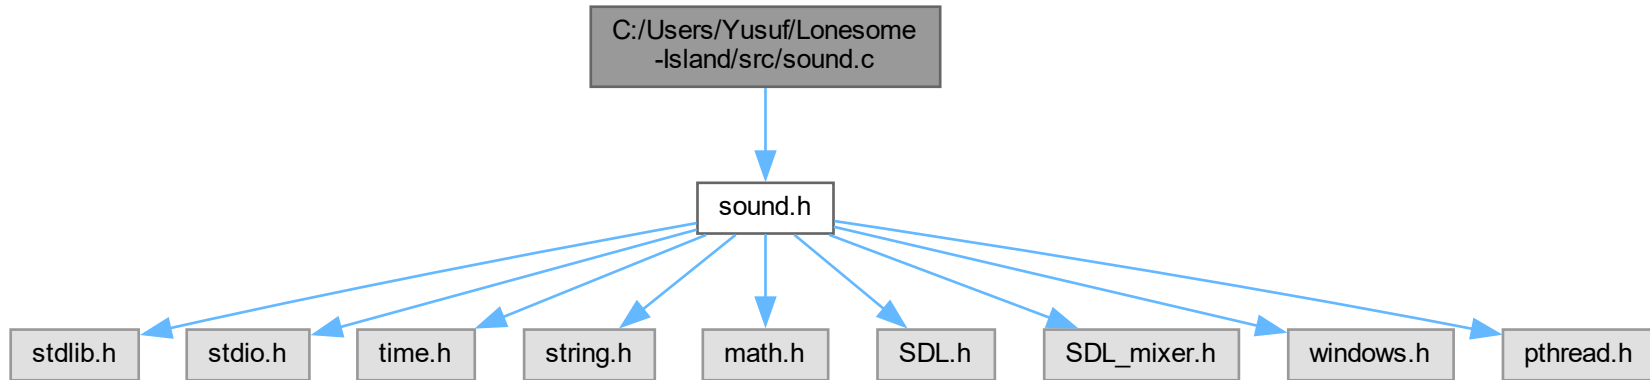 C:/Users/Yusuf/Lonesome
-Island/src/sound.c
sound.h
stdlib.h
stdio.h
time.h
string.h
math.h
SDL.h
SDL_mixer.h
windows.h
pthread.h